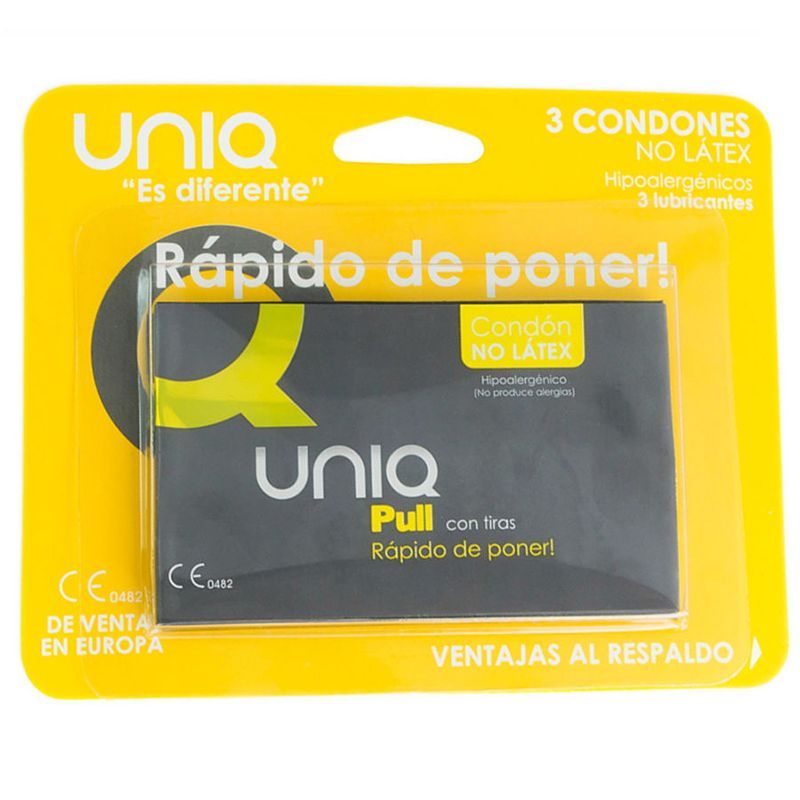 UNIQ
"Es diferente"
3 CONDONES
NO LÁTEX
Hipoalergénicos
3 lubricantes
Rápido de poner!
Condón
NO LÁTEX
Hipoalergénico
(No produce alergias)
UNIQ
Pull con tiras
Rápido de poner!
CE 0482
CE 0482
DE VENTA
EN EUROPA
VENTAJAS AL RESPALDO